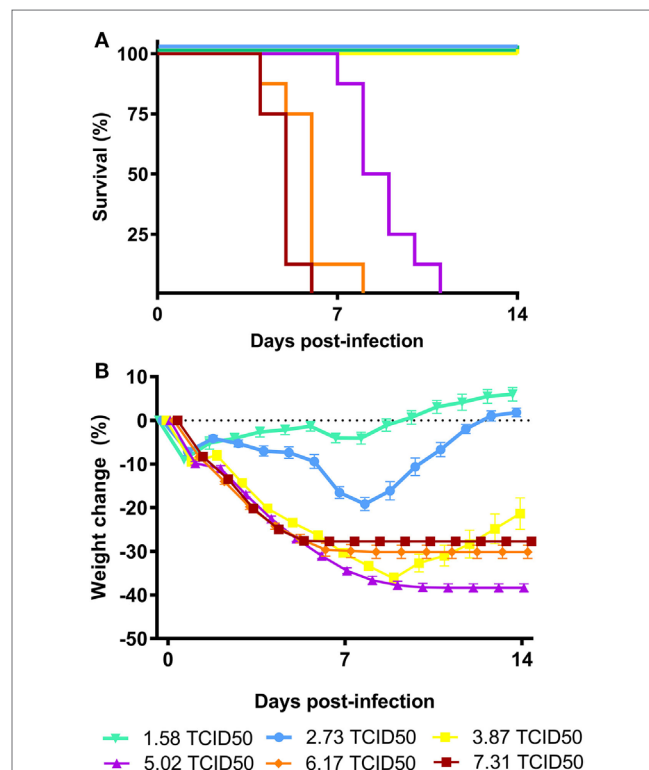 A
100
75
50
25
Survival (%)
0 7 14
Days post-infection
B
10
0
-10
-20
-30
-40
-50
Weight change (%)
0 7 14
Days post-infection
1.58 TCID50 2.73 TCID50 3.87 TCID50
5.02 TCID50 6.17 TCID50 7.31 TCID50